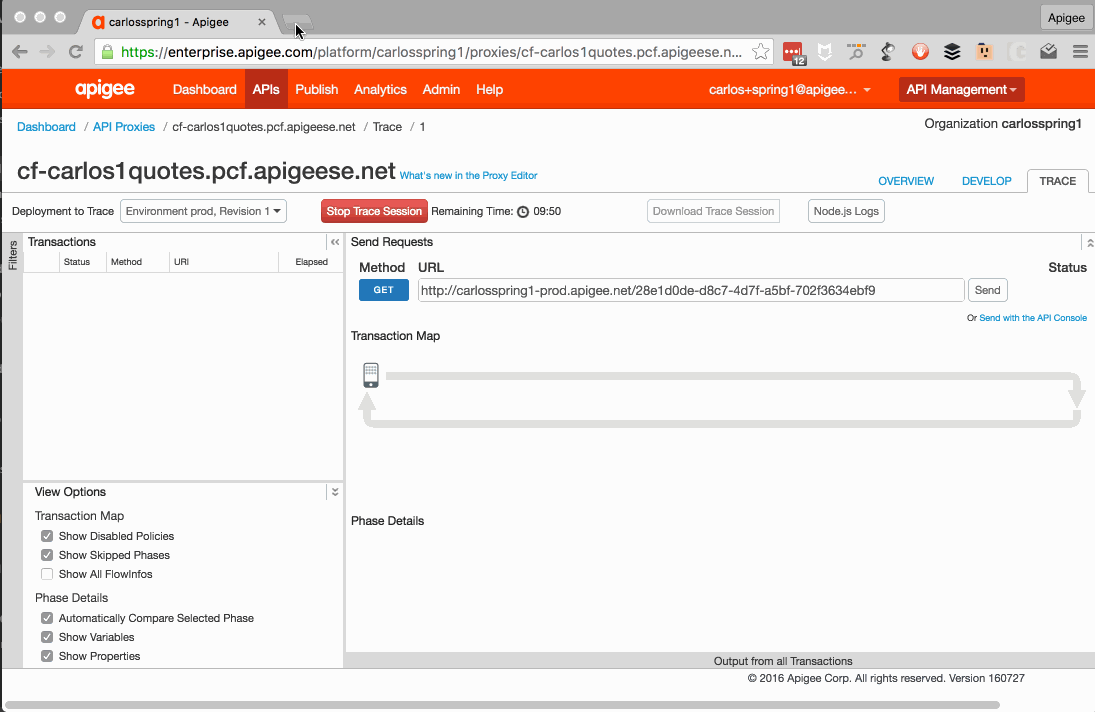 carlosspring1 - Apigee
Apigee
https://enterprise.apigee.com/platform/carlosspring1/proxies/cf-carlos1quotes.pcf.apigeese.n...
12
apigee Dashboard APIs Publish Analytics Admin Help carlos+spring1@apigee... API Management
Dashboard / API Proxies / cf-carlos1quotes.pcf.apigeese.net / Trace / 1
Organization carlosspring1
cf-carlos1quotes.pcf.apigeese.net What's new in the Proxy Editor
OVERVIEW DEVELOP TRACE
Deployment to Trace Environment prod, Revision 1 Stop Trace Session Remaining Time: 09:50 Download Trace Session Node.js Logs
Filters
Transactions
Status Method URI Elapsed
Send Requests
Method URL Status
GET http://carlosspring1-prod.apigee.net/28e1d0de-d8c7-4d7f-a5bf-702f3634ebf9 Send
Or Send with the API Console
Transaction Map
View Options
Transaction Map
Show Disabled Policies
Show Skipped Phases
Show All FlowInfos
Phase Details
Automatically Compare Selected Phase
Show Variables
Show Properties
Phase Details
Output from all Transactions
© 2016 Apigee Corp. All rights reserved. Version 160727